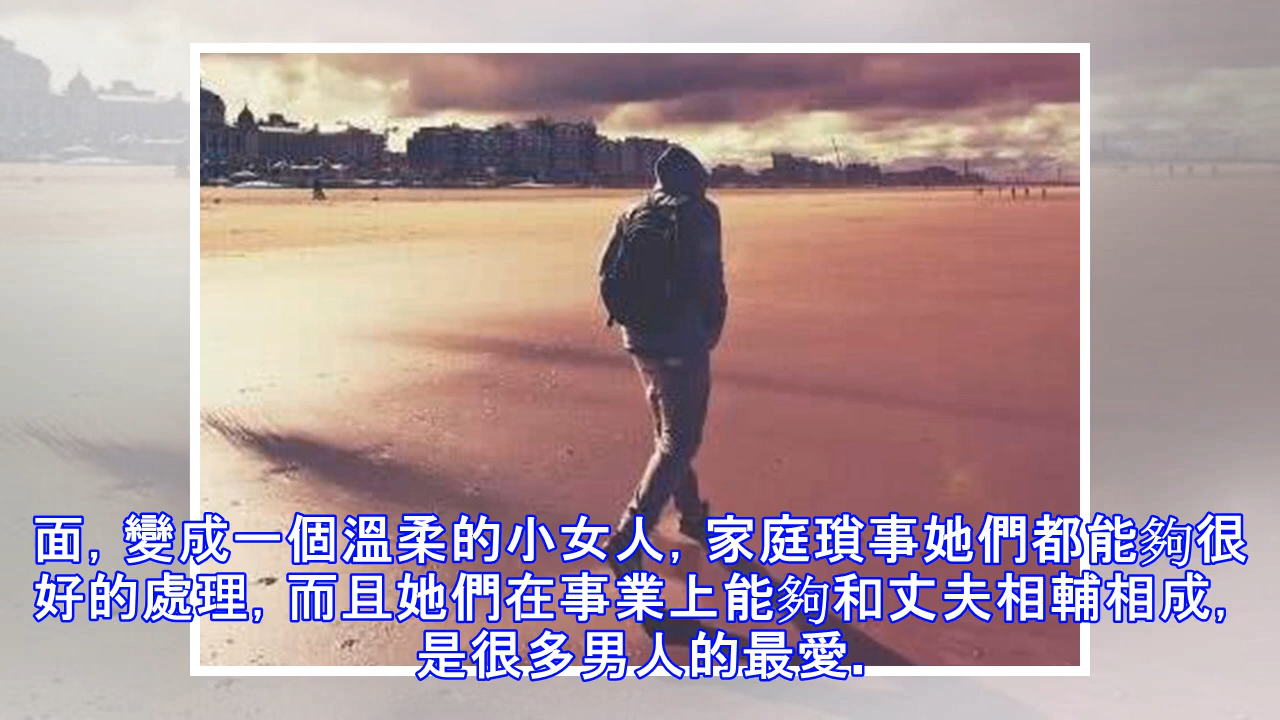 面, 變成一個溫柔的小女人, 家庭瑣事她們都能夠很
好的處理, 而且她們在事業上能夠和丈夫相輔相成,
是很多男人的最愛.